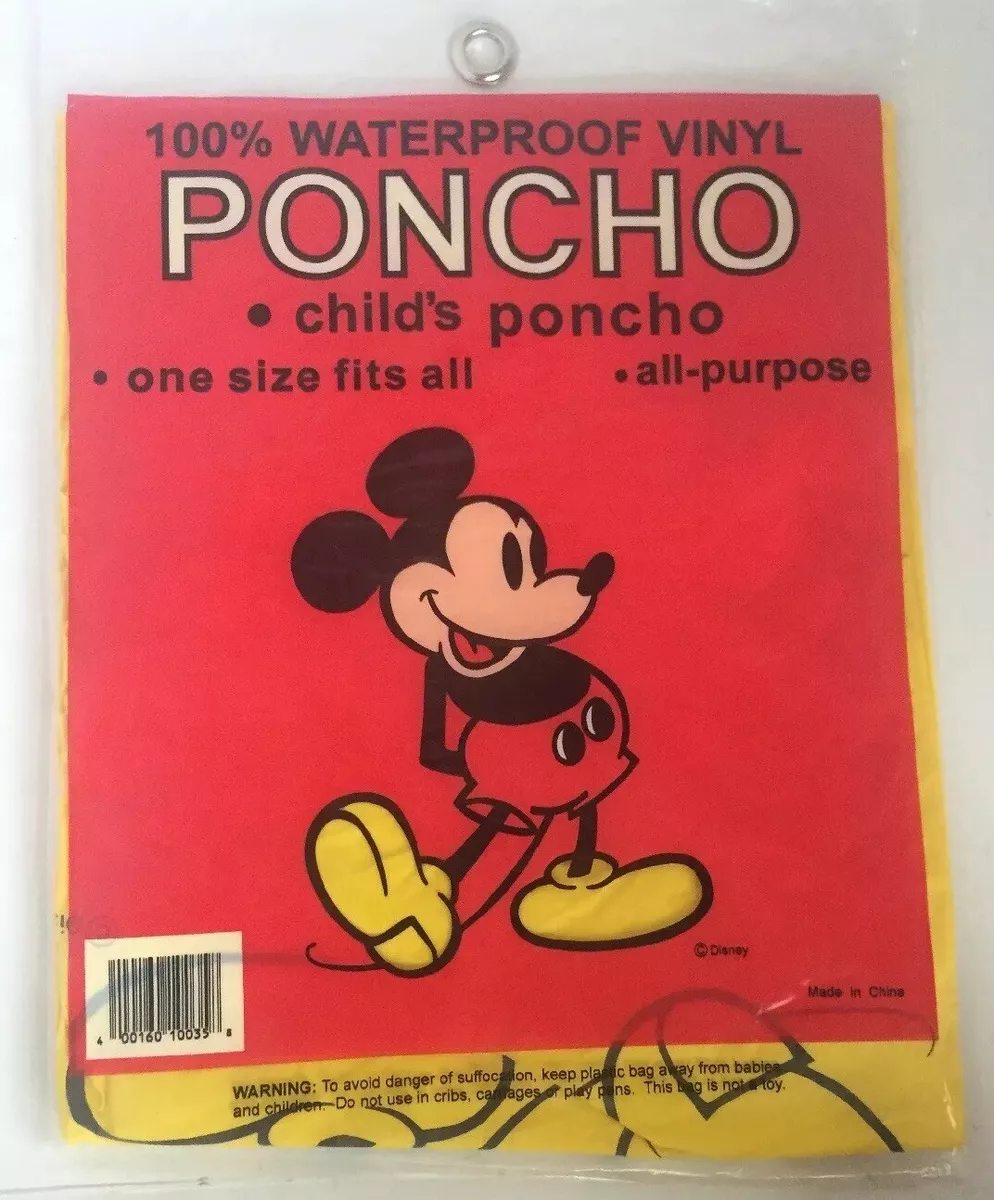 100% WATERPROOF VINYL
PONCHO
• child's poncho
• one size fits all •all-purpose
© Disney
Made in China
4 00160 10035 8
WARNING: To avoid danger of suffocation, keep plastic bag away from babies
and children. Do not use in cribs, carriages or play pens. This bag is not a toy.